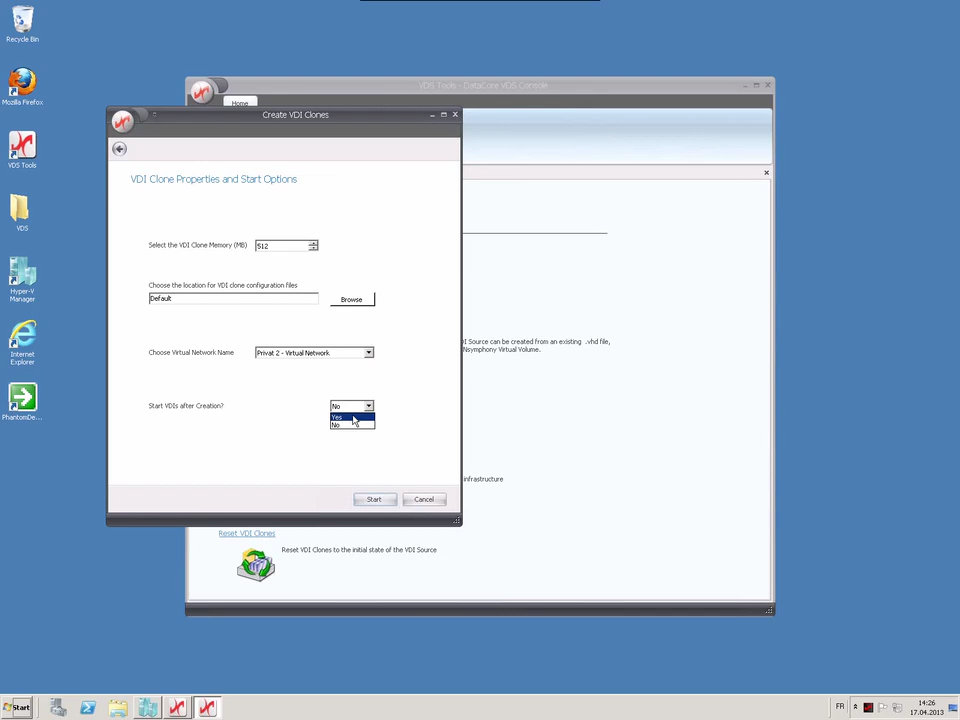 Recycle Bin
Mozilla Firefox
VDS Tools
VDS
Hyper-V
Manager
Internet
Explorer
PhantomDe...
VDS Tools - DataCore VDS Console
Home
Create VDI Clones
VDI Clone Properties and Start Options
Select the VDI Clone Memory (MB)
512
Choose the location for VDI clone configuration files
Default
Browse
Choose Virtual Network Name
Privat 2 - Virtual Network
Start VDIs after Creation?
No
Yes
No
Start
Cancel
DI Source can be created from an existing .vhd file,
Nsymphony Virtual Volume.
infrastructure
Reset VDI Clones
Reset VDI Clones to the initial state of the VDI Source
Start
FR
14:26
17.04.2013